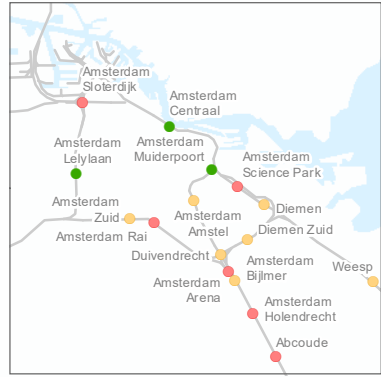 Amsterdam
Sloterdijk
Amsterdam
Centraal
Amsterdam
Lelylaan
Amsterdam
Muiderpoort
Amsterdam
Science Park
Amsterdam
Zuid
Amsterdam Rai
Amsterdam
Amstel
Diemen
Diemen Zuid
Duivendrecht
Amsterdam
Bijlmer
Weesp
Amsterdam
Arena
Amsterdam
Holendrecht
Abcoude